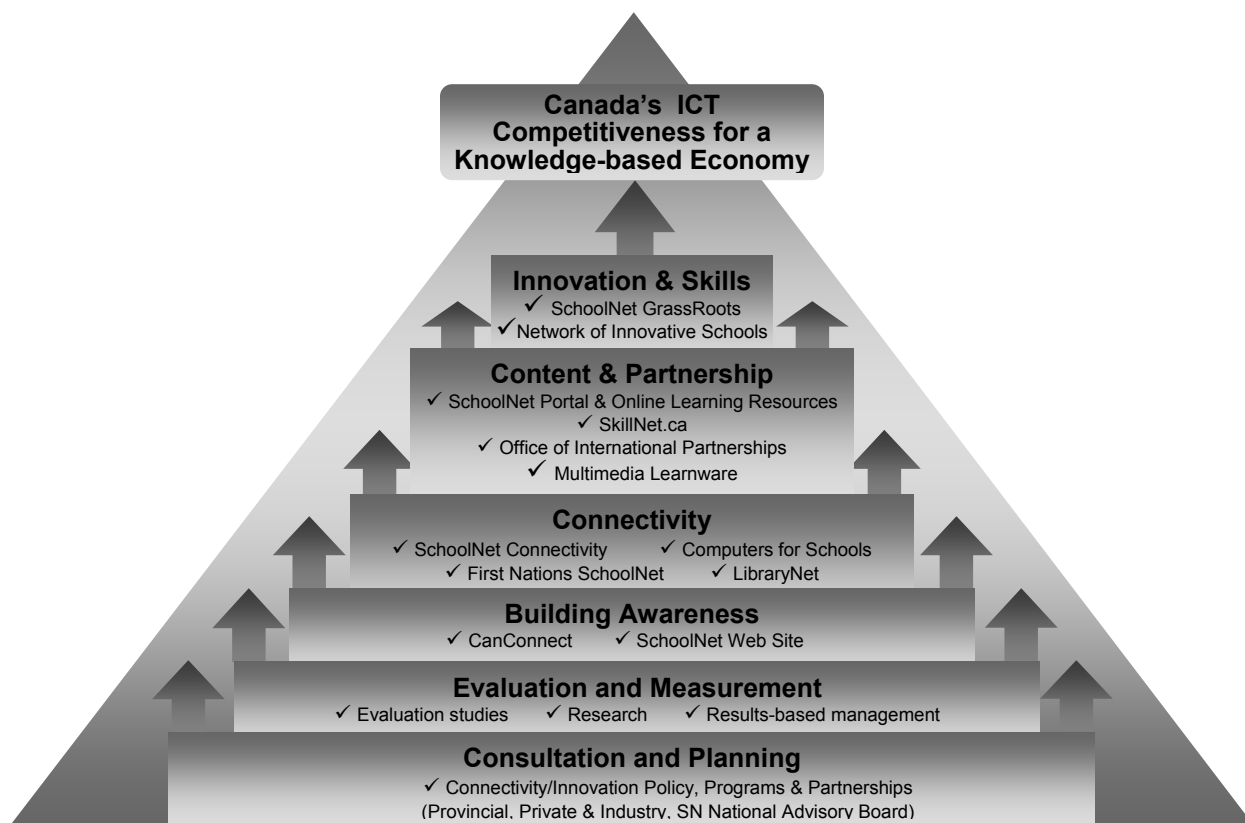 Canada's  ICT
Competitiveness for a
Knowledge-based Economy
Innovation & Skills
✓ SchoolNet GrassRoots
✓ Network of Innovative Schools
Content & Partnership
✓ SchoolNet Portal & Online Learning Resources
✓ SkillNet.ca
✓ Office of International Partnerships
✓ Multimedia Learnware
Connectivity
✓ SchoolNet Connectivity ✓ Computers for Schools
✓ First Nations SchoolNet ✓ LibraryNet
Building Awareness
✓ CanConnect ✓ SchoolNet Web Site
Evaluation and Measurement
✓ Evaluation studies ✓ Research ✓ Results-based management
Consultation and Planning
✓ Connectivity/Innovation Policy, Programs & Partnerships
(Provincial, Private & Industry, SN National Advisory Board)